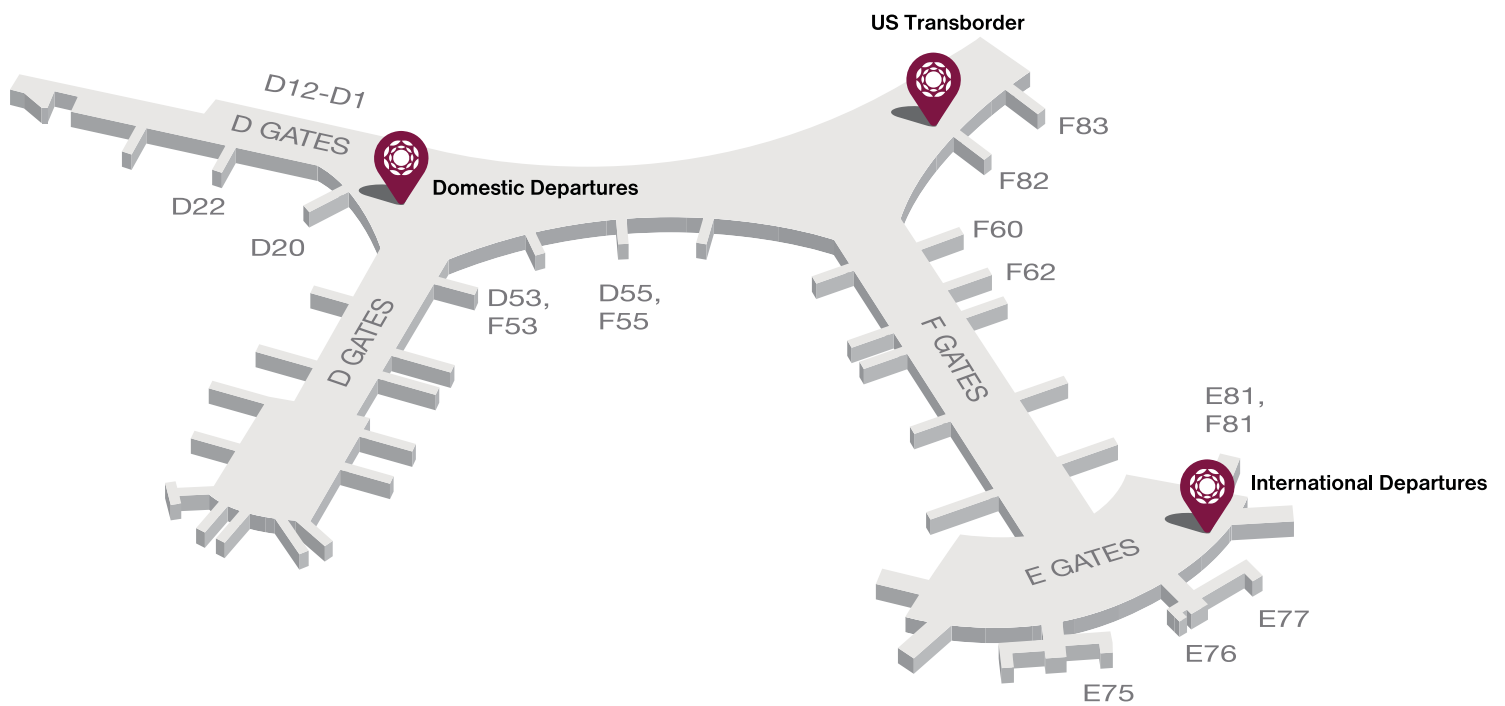 US Transborder
D12-D1
D GATES
F83
Domestic Departures
F82
D22
D20
F60
F62
D53,
F53
D55,
F55
D GATES
F GATES
E81,
F81
International Departures
E GATES
E77
E76
E75